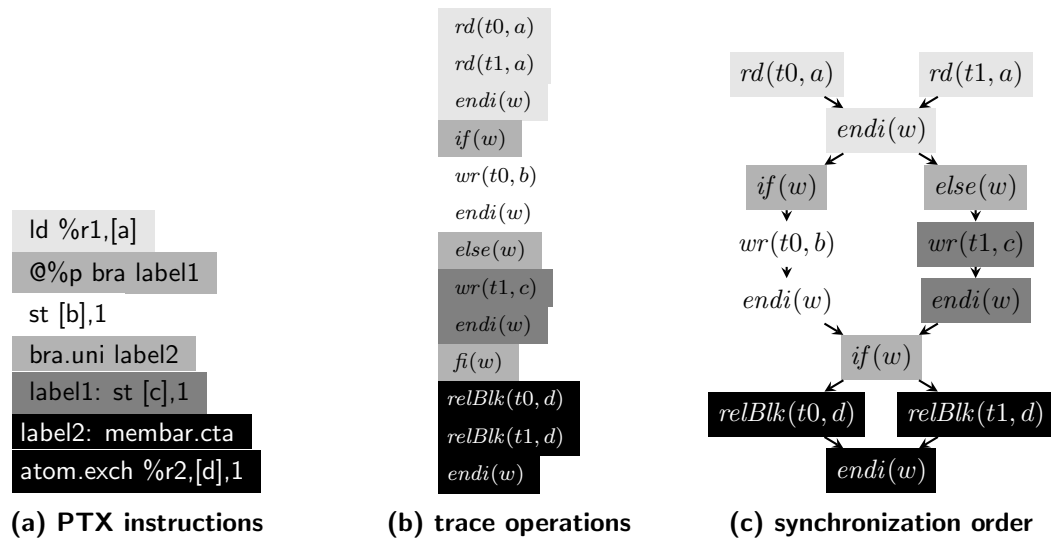 ld %r1,[a]
@%p bra label1
st [b],1
bra.uni label2
label1: st [c],1
label2: membar.cta
atom.exch %r2,[d],1
(a) PTX instructions
rd(t0, a)
rd(t1, a)
endi(w)
if(w)
wr(t0, b)
endi(w)
else(w)
wr(t1, c)
endi(w)
fi(w)
relBlk(t0, d)
relBlk(t1, d)
endi(w)
(b) trace operations
rd(t0, a) rd(t1, a)
endi(w)
if(w) else(w)
wr(t0, b) wr(t1, c)
endi(w) endi(w)
if(w)
relBlk(t0, d) relBlk(t1, d)
endi(w)
(c) synchronization order